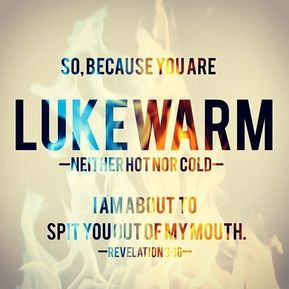 SO, BECAUSE YOU ARE
LUKEWARM
—NEITHER HOT NOR COLD—
I AM ABOUT TO
SPIT YOU OUT OF MY MOUTH.
—REVELATION 3:16—